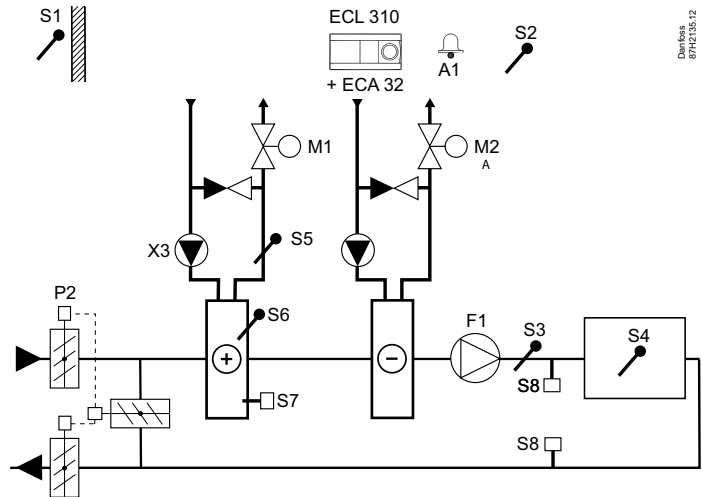 S1
ECL 310
S2
Danfoss
87H2135.12
A1
+ ECA 32
M1
M2
A
X3
S5
P2
S6
F1
S3
S4
+
−
S8
S7
S8